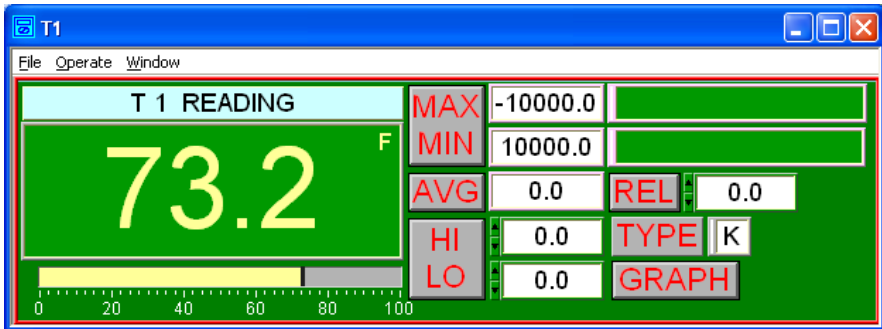 T1
File Operate Window
T 1 READING
73.2 F
0 20 40 60 80 100
MAX -10000.0
MIN 10000.0
AVG 0.0 REL 0.0
HI 0.0 TYPE K
LO 0.0 GRAPH